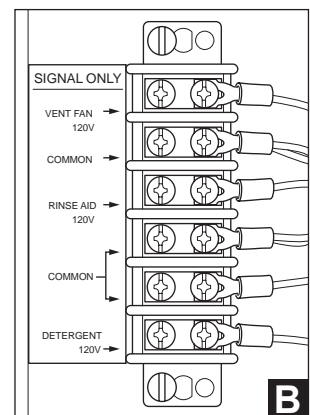 SIGNAL ONLY
VENT FAN
120V
COMMON
RINSE AID
120V
COMMON
DETERGENT
120V
B